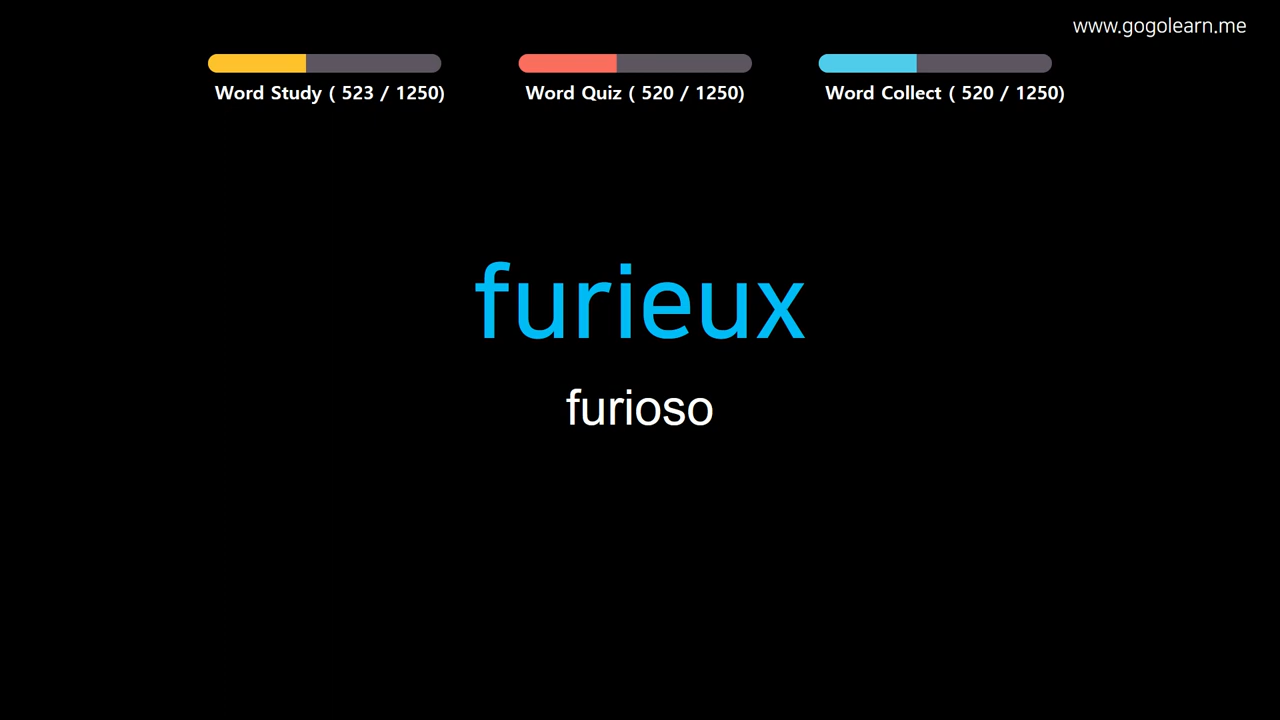 www.gogolearn.me
Word Study ( 523 / 1250)
Word Quiz ( 520 / 1250)
Word Collect ( 520 / 1250)
furieux
furioso